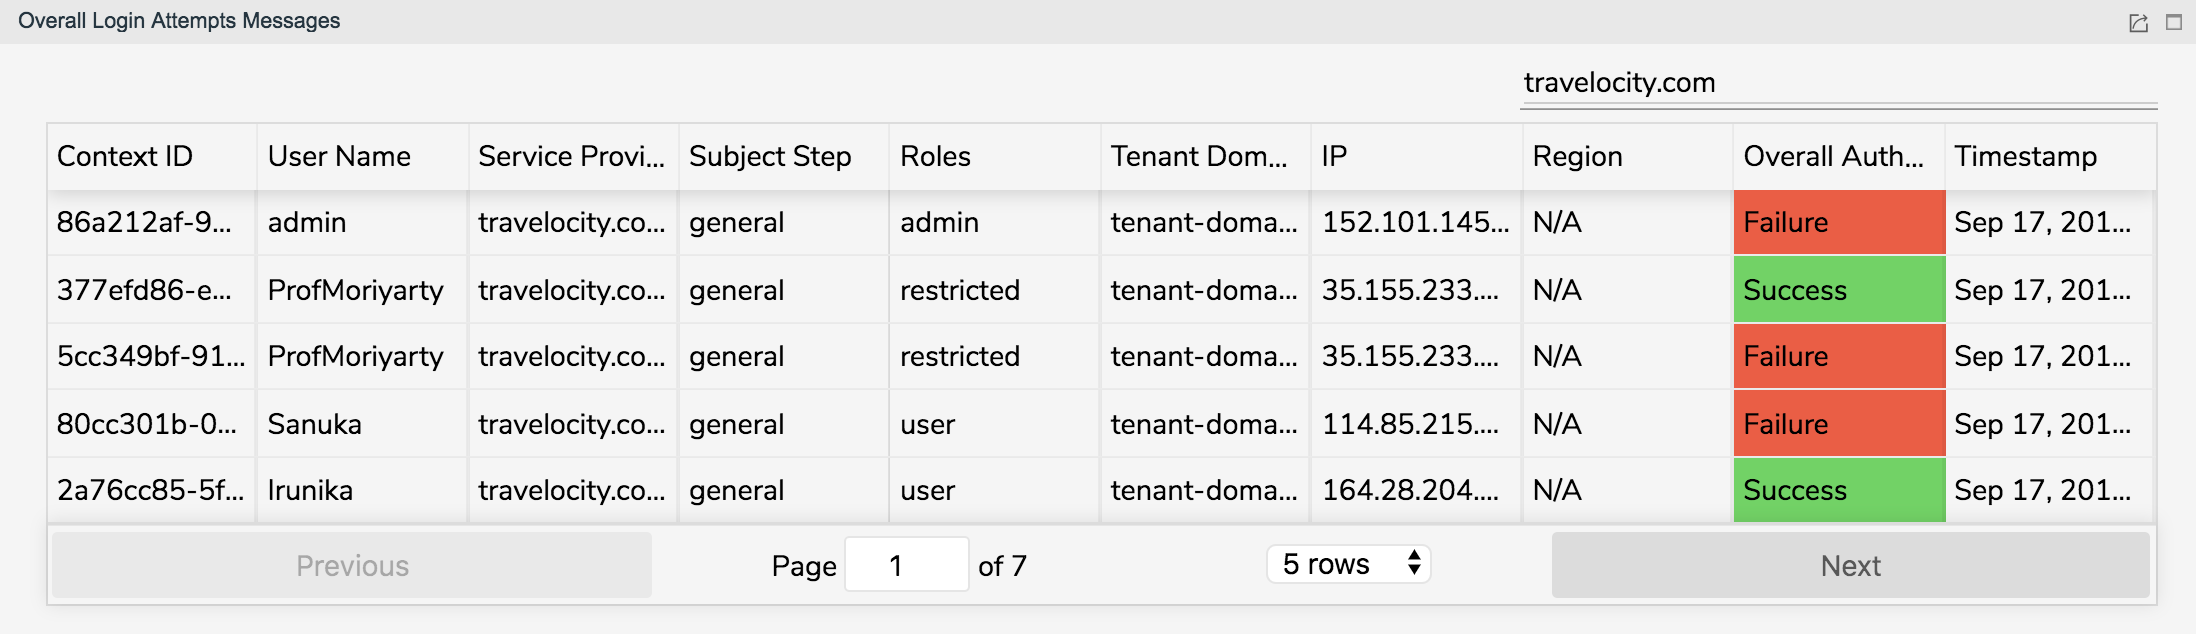 Overall Login Attempts Messages
travelocity.com
Context ID User Name Service Provi... Subject Step Roles Tenant Dom... IP Region Overall Auth... Timestamp
86a212af-9... admin travelocity.co... general admin tenant-doma... 152.101.145... N/A Failure Sep 17, 201...
377efd86-e... ProfMoriyarty travelocity.co... general restricted tenant-doma... 35.155.233.... N/A Success Sep 17, 201...
5cc349bf-91... ProfMoriyarty travelocity.co... general restricted tenant-doma... 35.155.233.... N/A Failure Sep 17, 201...
80cc301b-0... Sanuka travelocity.co... general user tenant-doma... 114.85.215.... N/A Failure Sep 17, 201...
2a76cc85-5f... Irunika travelocity.co... general user tenant-doma... 164.28.204.... N/A Success Sep 17, 201...
Previous Page 1 of 7 5 rows Next